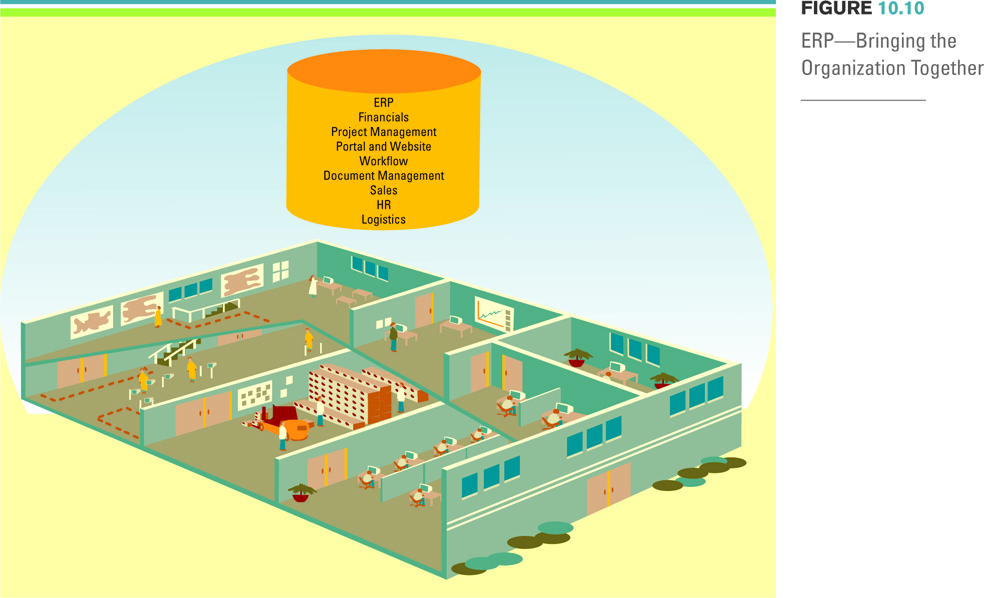 FIGURE 10.10
ERP—Bringing the
Organization Together
ERP
Financials
Project Management
Portal and Website
Workflow
Document Management
Sales
HR
Logistics